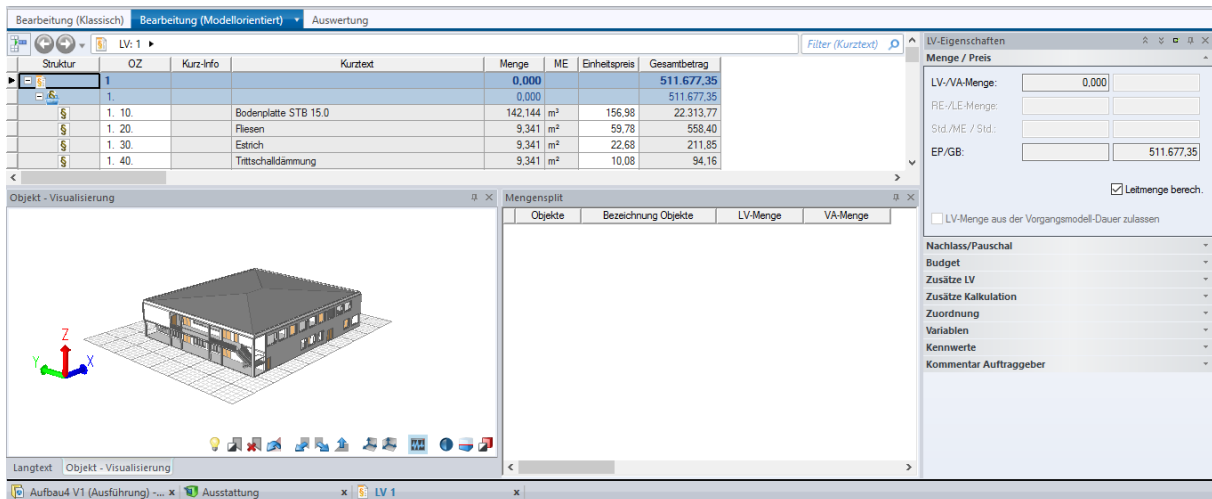 Bearbeitung (Klassisch) Bearbeitung (Modellorientiert) Auswertung
LV: 1 Filter (Kurztext)
Struktur OZ Kurz-Info Kurztext Menge ME Einheitspreis Gesamtbetrag
1 0,000 511.677,35
1. 0,000 511.677,35
§ 1. 10. Bodenplatte STB 15.0 142,144 m³ 156,98 22.313,77
§ 1. 20. Fliesen 9,341 m² 59,78 558,40
§ 1. 30. Estrich 9,341 m² 22,68 211,85
§ 1. 40. Trittschalldämmung 9,341 m² 10,08 94,16
Objekt - Visualisierung
Z
Y X
Langtext Objekt - Visualisierung
Mengensplit
Objekte Bezeichnung Objekte LV-Menge VA-Menge
LV-Eigenschaften
Menge / Preis
LV-/VA-Menge: 0,000
RE-/LE-Menge:
Std./ME / Std.:
EP/GB: 511.677,35
Leitmenge berech.
LV-Menge aus der Vorgangsmodell-Dauer zulassen
Nachlass/Pauschal
Budget
Zusätze LV
Zusätze Kalkulation
Zuordnung
Variablen
Kennwerte
Kommentar Auftraggeber
Aufbau4 V1 (Ausführung) -... x Ausstattung x LV 1 x